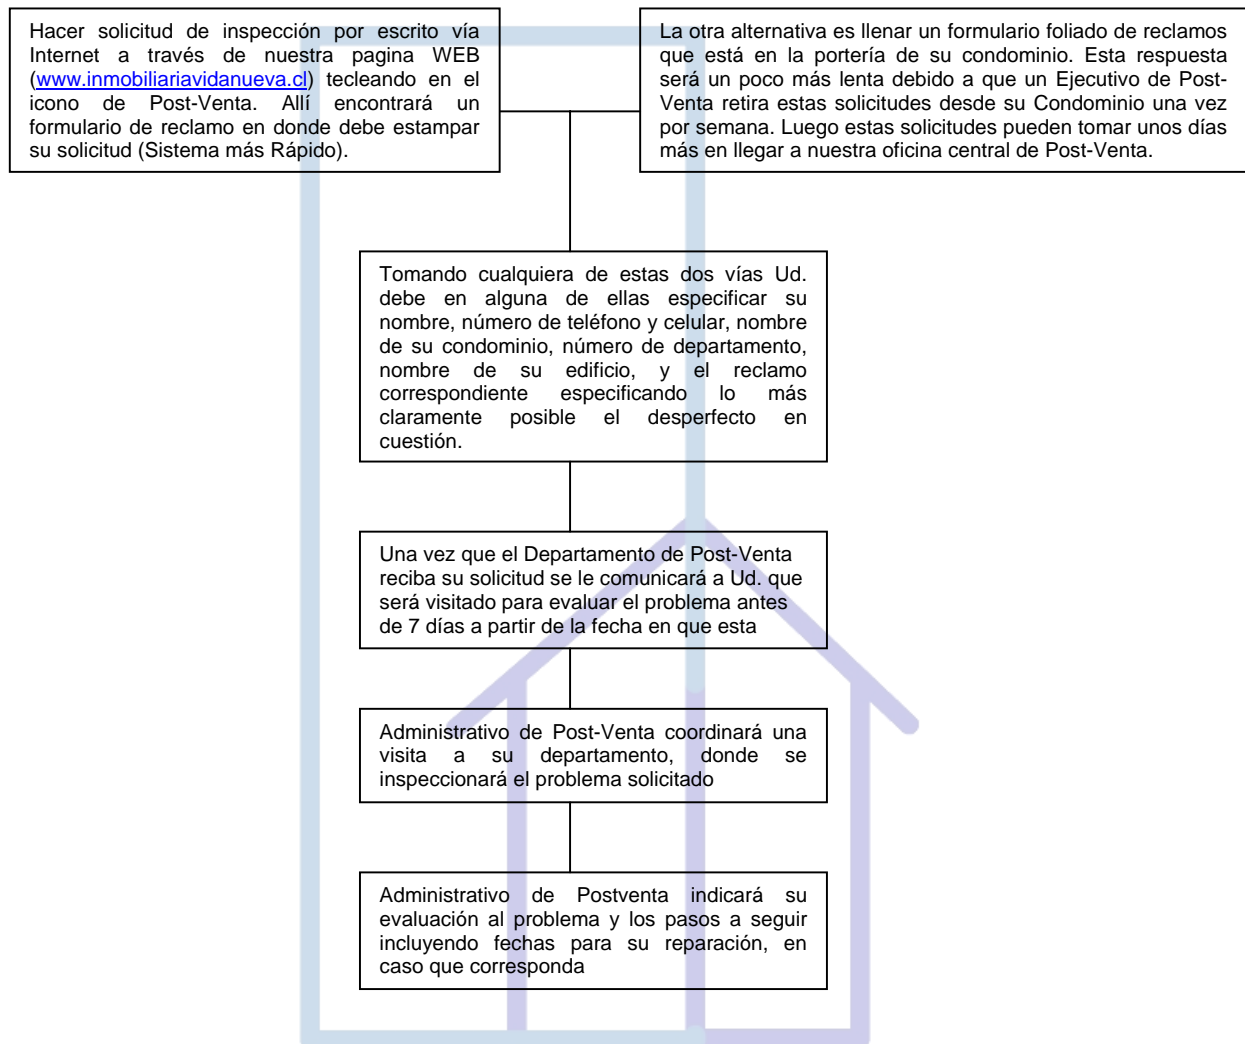 Hacer solicitud de inspección por escrito vía
Internet a través de nuestra pagina WEB
(www.inmobiliariavidanueva.cl) tecleando en el
icono de Post-Venta. Allí encontrará un
formulario de reclamo en donde debe estampar
su solicitud (Sistema más Rápido).
La otra alternativa es llenar un formulario foliado de reclamos
que está en la portería de su condominio. Esta respuesta
será un poco más lenta debido a que un Ejecutivo de Post-
Venta retira estas solicitudes desde su Condominio una vez
por semana. Luego estas solicitudes pueden tomar unos días
más en llegar a nuestra oficina central de Post-Venta.
Tomando cualquiera de estas dos vías Ud.
debe en alguna de ellas especificar su
nombre, número de teléfono y celular, nombre
de su condominio, número de departamento,
nombre de su edificio, y el reclamo
correspondiente especificando lo más
claramente posible el desperfecto en
cuestión.
Una vez que el Departamento de Post-Venta
reciba su solicitud se le comunicará a Ud. que
será visitado para evaluar el problema antes
de 7 días a partir de la fecha en que esta
Administrativo de Post-Venta coordinará una
visita a su departamento, donde se
inspeccionará el problema solicitado
Administrativo de Postventa indicará su
evaluación al problema y los pasos a seguir
incluyendo fechas para su reparación, en
caso que corresponda